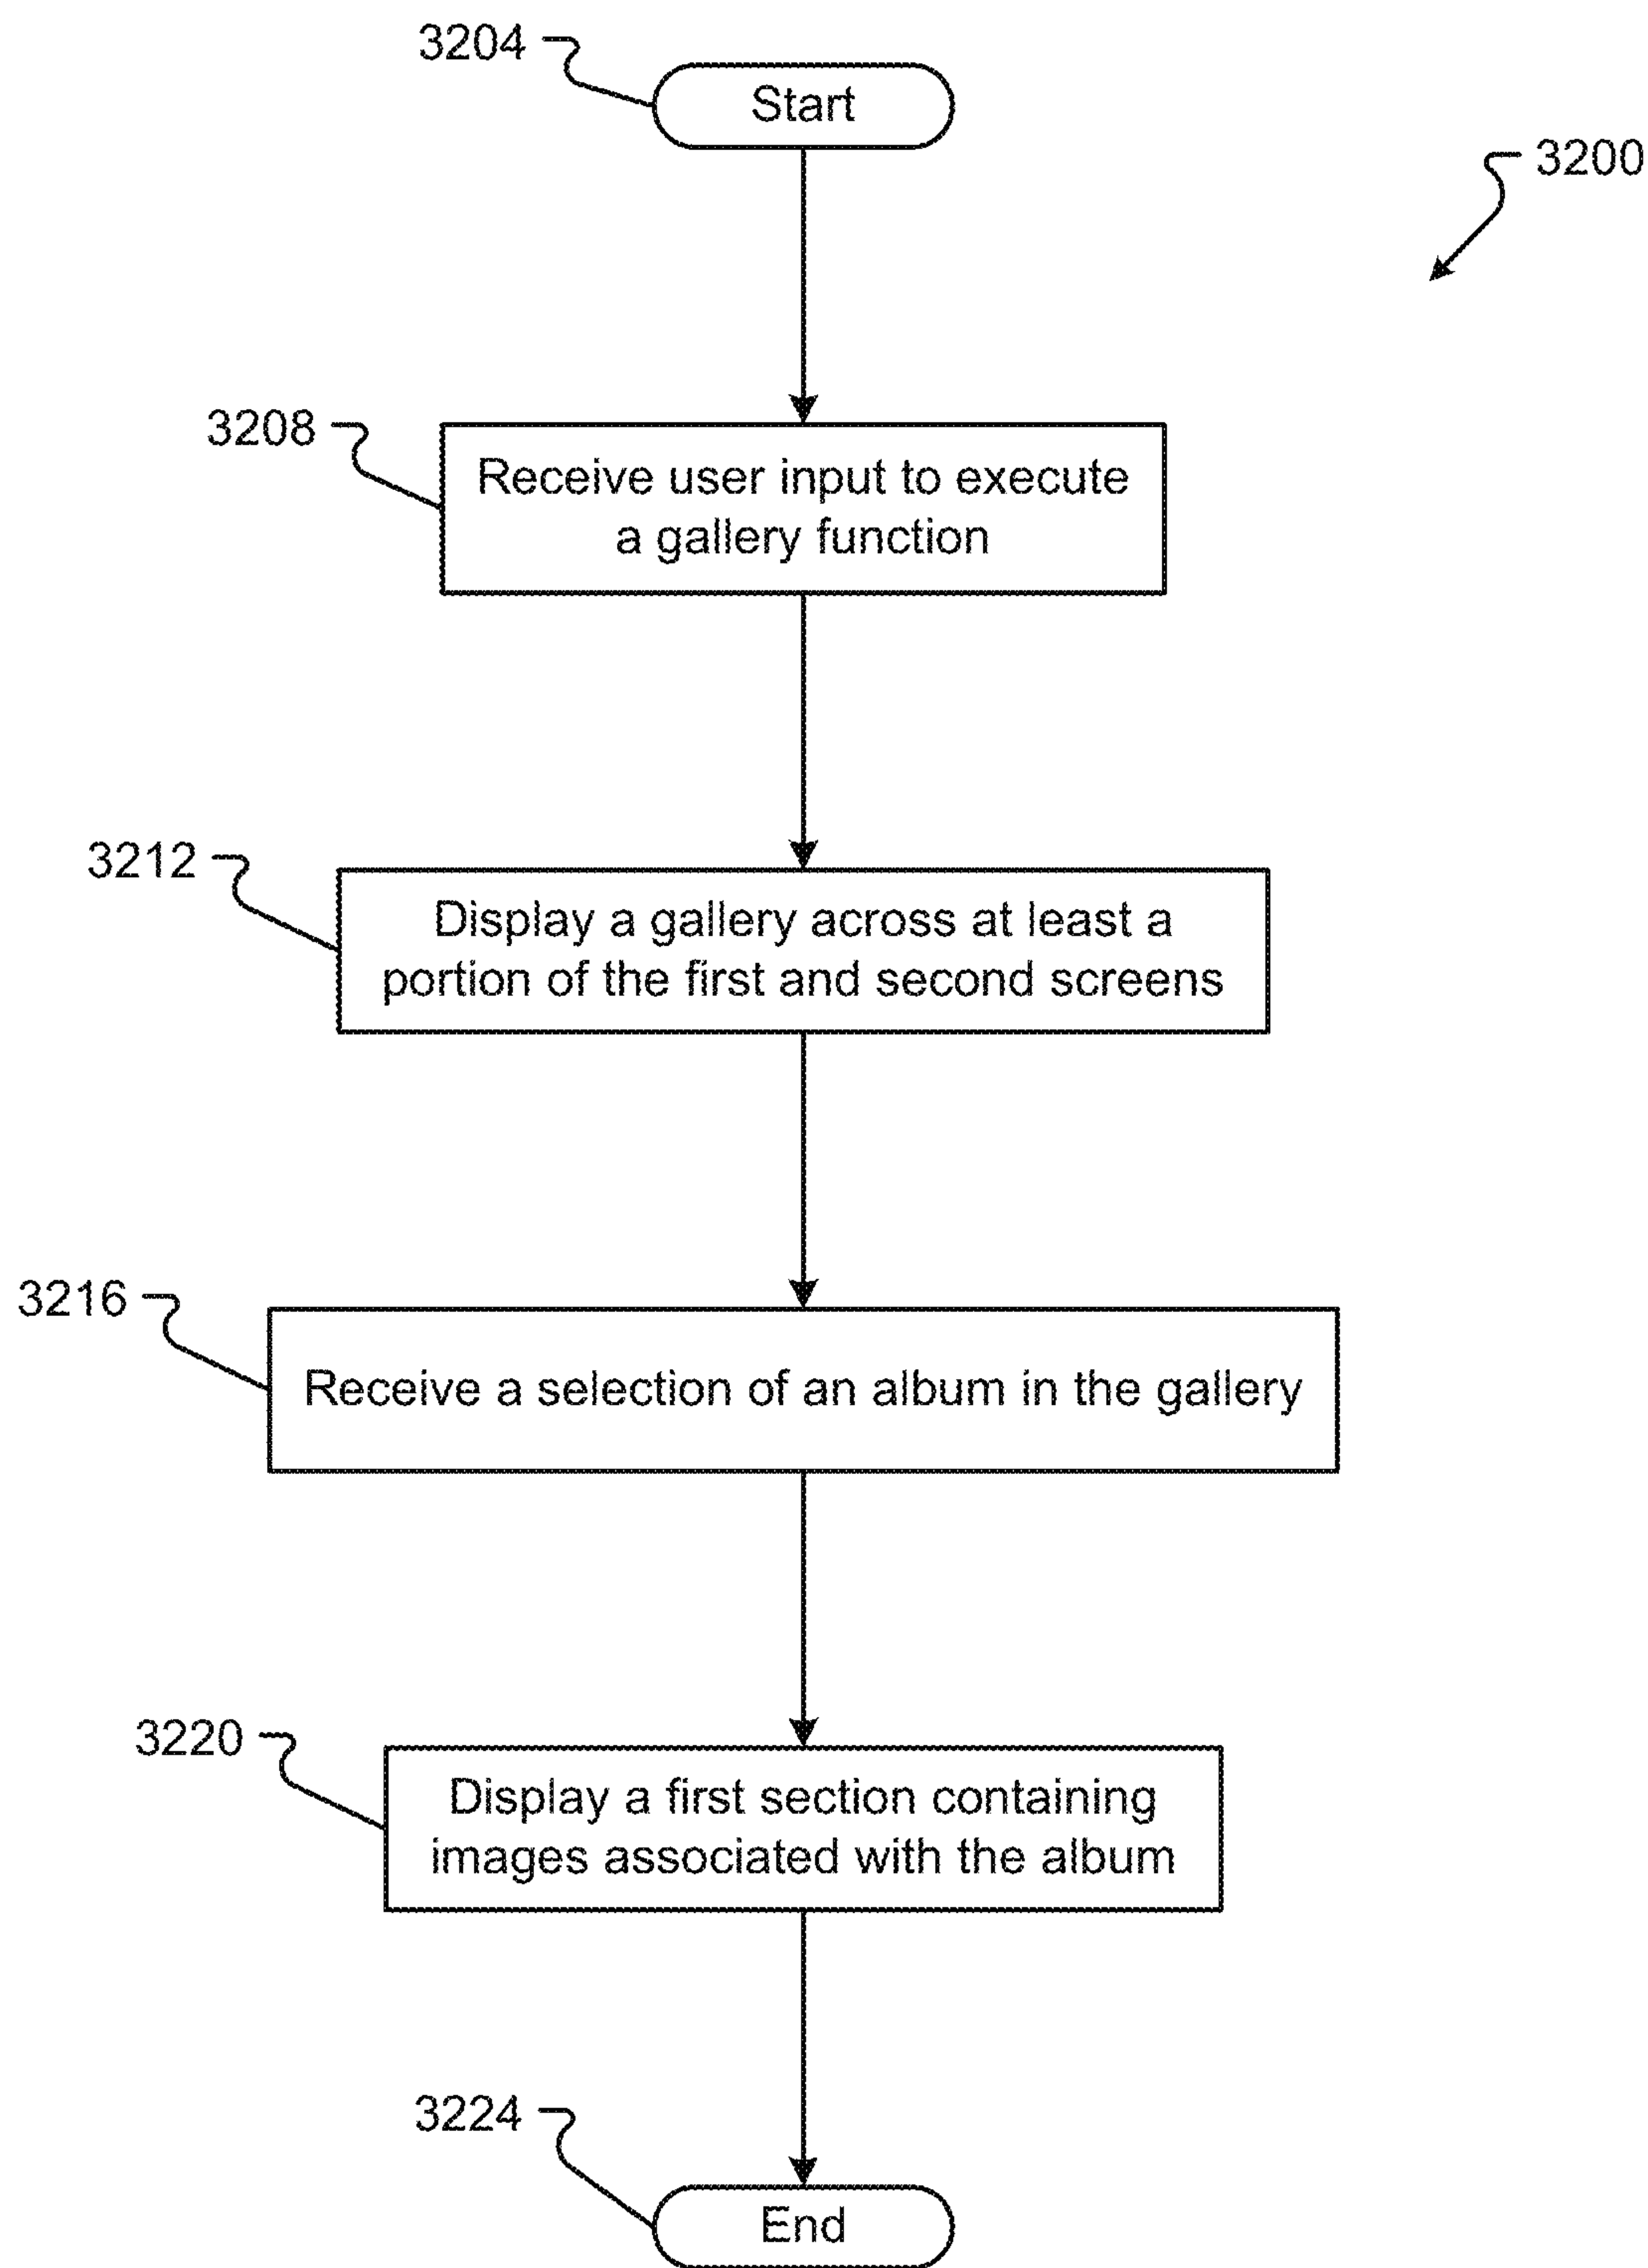 3204
Start
3200
3208
Receive user input to execute
a gallery function
3212
Display a gallery across at least a
portion of the first and second screens
3216
Receive a selection of an album in the gallery
3220
Display a first section containing
images associated with the album
3224
End